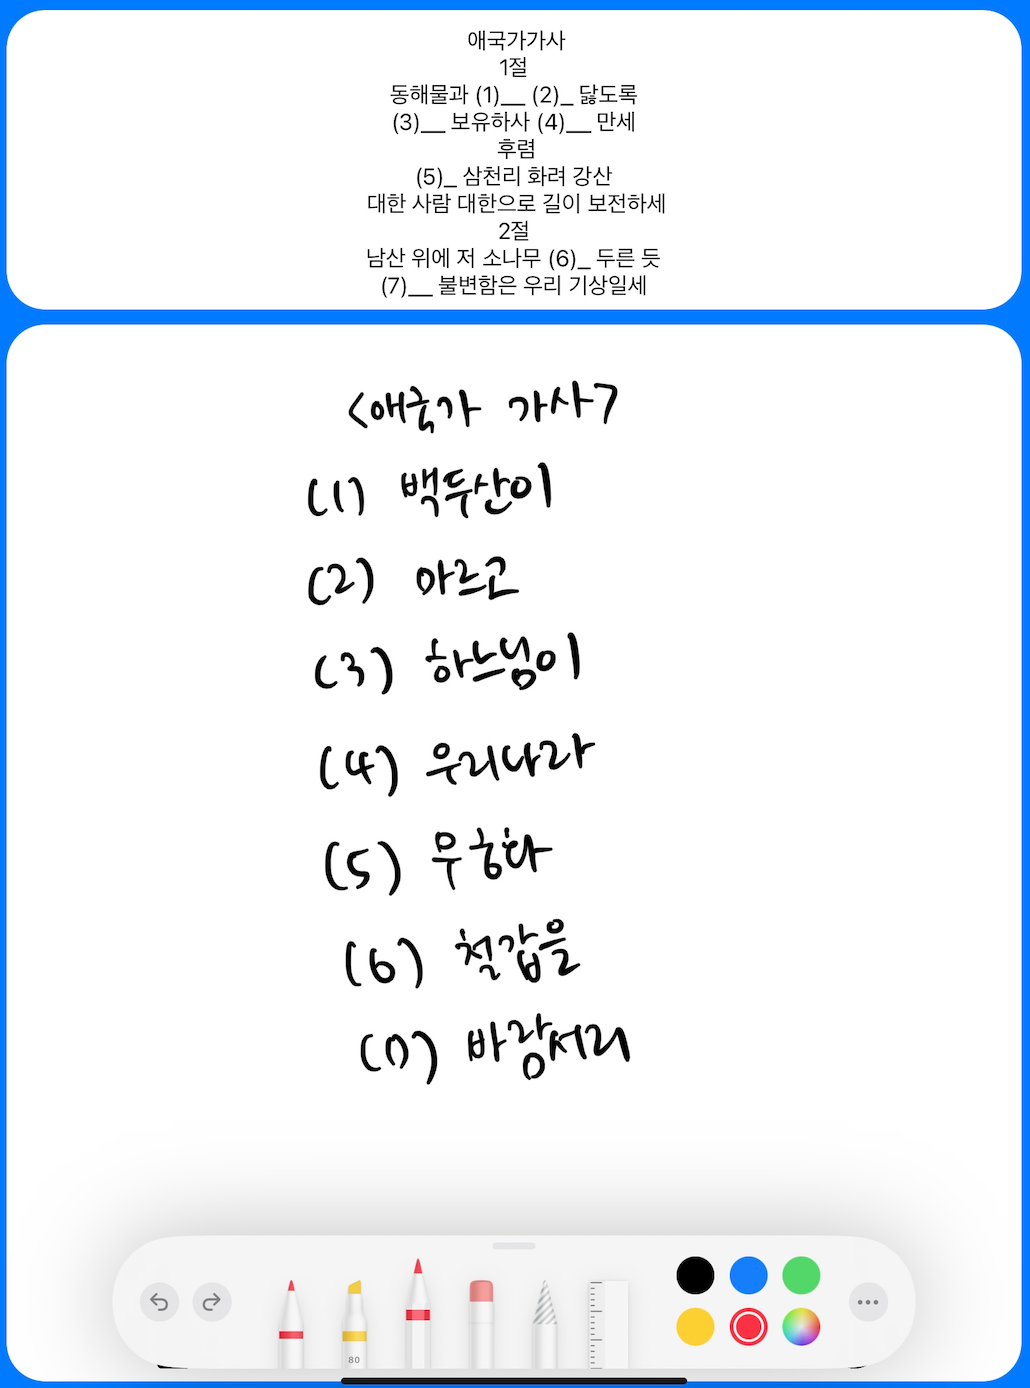 애국가가사
1절
동해물과 (1)__ (2)_ 닳도록
(3)__ 보유하사 (4)__ 만세
후렴
(5)_ 삼천리 화려 강산
대한 사람 대한으로 길이 보전하세
2절
남산 위에 저 소나무 (6)_ 두른 듯
(7)__ 불변함은 우리 기상일세
<애국가 가사>
(1) 백두산이
(2) 마르고
(3) 하느님이
(4) 우리나라
(5) 무궁화
(6) 철갑을
(7) 바람서리
80